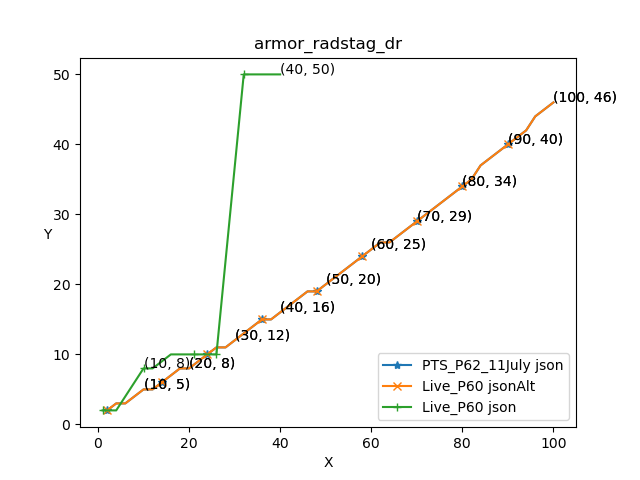 armor_radstag_dr
50
40
30
20
10
0
Y
(40, 50)
(100, 46)
(90, 40)
(80, 34)
(70, 29)
(60, 25)
(50, 20)
(40, 16)
(30, 12)
(10, 8)
(20, 8)
(10, 5)
PTS_P62_11July json
Live_P60 jsonAlt
Live_P60 json
0 20 40 60 80 100
X